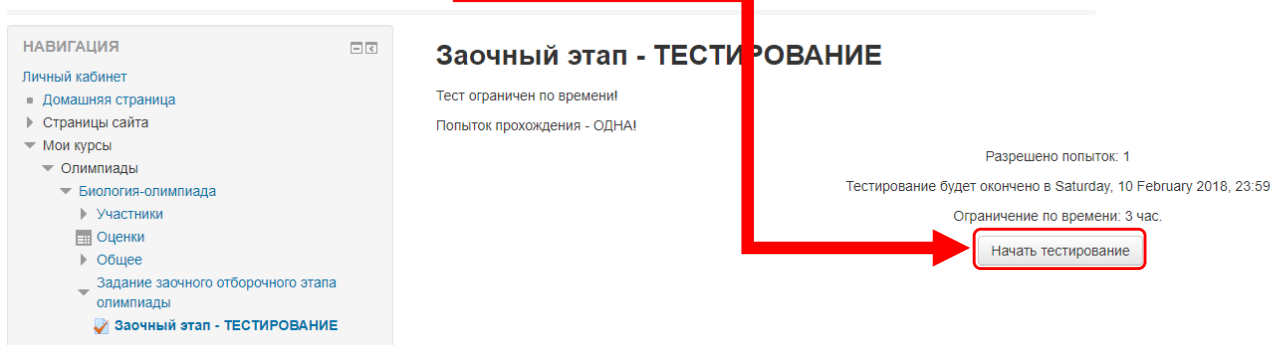 НАВИГАЦИЯ
Личный кабинет
Домашняя страница
Страницы сайта
Мои курсы
Олимпиады
Биология-олимпиада
Участники
Оценки
Общее
Задание заочного отборочного этапа
олимпиады
Заочный этап - ТЕСТИРОВАНИЕ
Заочный этап - ТЕСТИРОВАНИЕ
Тест ограничен по времени!
Попыток прохождения - ОДНА!
Разрешено попыток: 1
Тестирование будет окончено в Saturday, 10 February 2018, 23:59
Ограничение по времени: 3 час.
Начать тестирование